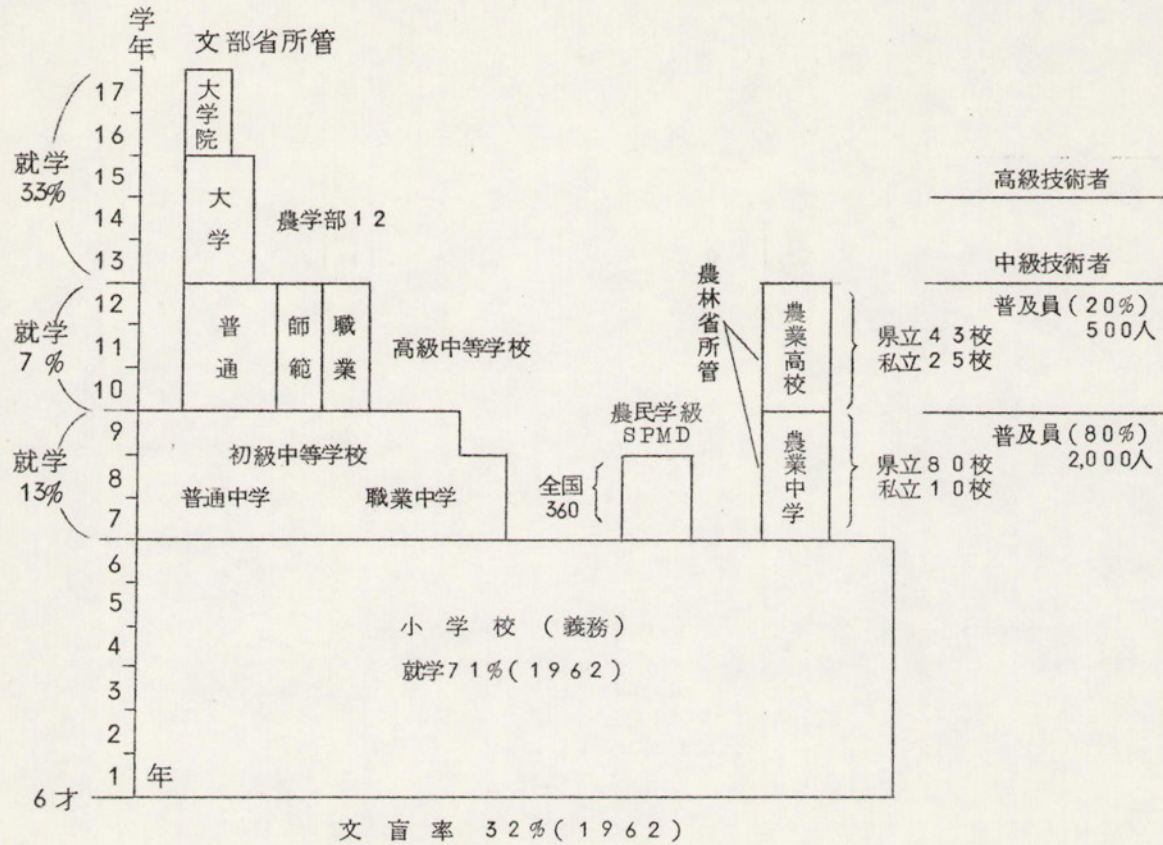 学年
文部省所管
17
16
15
14
13
12
11
10
9
8
7
6
5
4
3
2
1 年
6才
就学
33%
就学
7%
就学
13%
大学院
大学
農学部12
普通
師範
職業
高級中等学校
初級中等学校
普通中学 職業中学
全国
360
農民学級
SPMD
農林省所管
農業高校
農業中学
県立43校
私立25校
県立80校
私立10校
高級技術者
中級技術者
普及員(20%)
500人
普及員(80%)
2,000人
小学校(義務)
就学71%(1962)
文盲率 32%(1962)